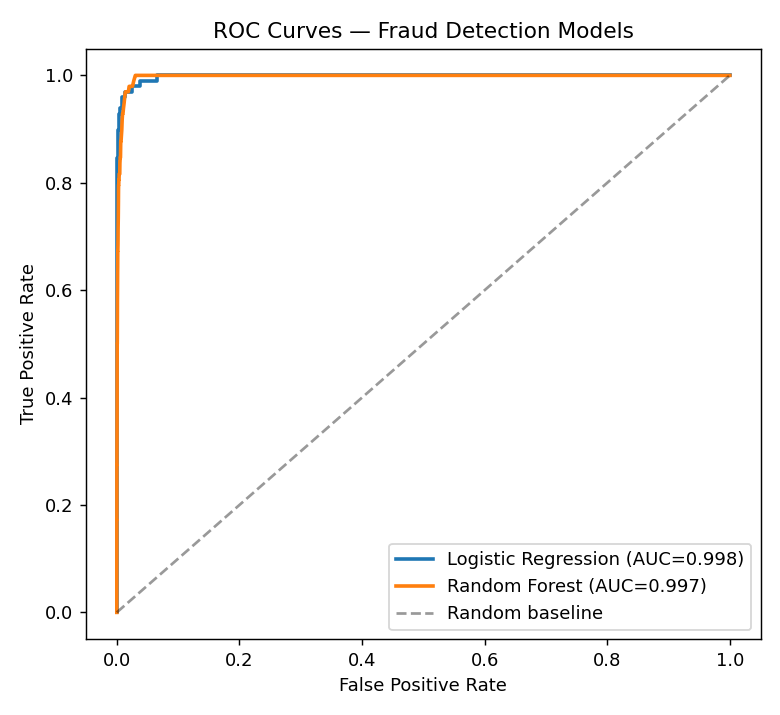 ROC Curves — Fraud Detection Models
True Positive Rate
1.0
0.8
0.6
0.4
0.2
0.0
0.0 0.2 0.4 0.6 0.8 1.0
False Positive Rate
Logistic Regression (AUC=0.998)
Random Forest (AUC=0.997)
Random baseline